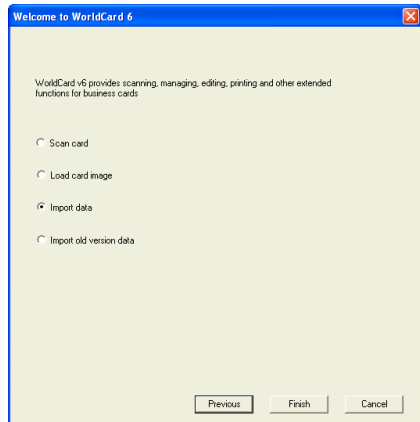 Welcome to WorldCard 6
WorldCard v6 provides scanning, managing, editing, printing and other extended
functions for business cards
Scan card
Load card image
Import data
Import old version data
Previous Finish Cancel